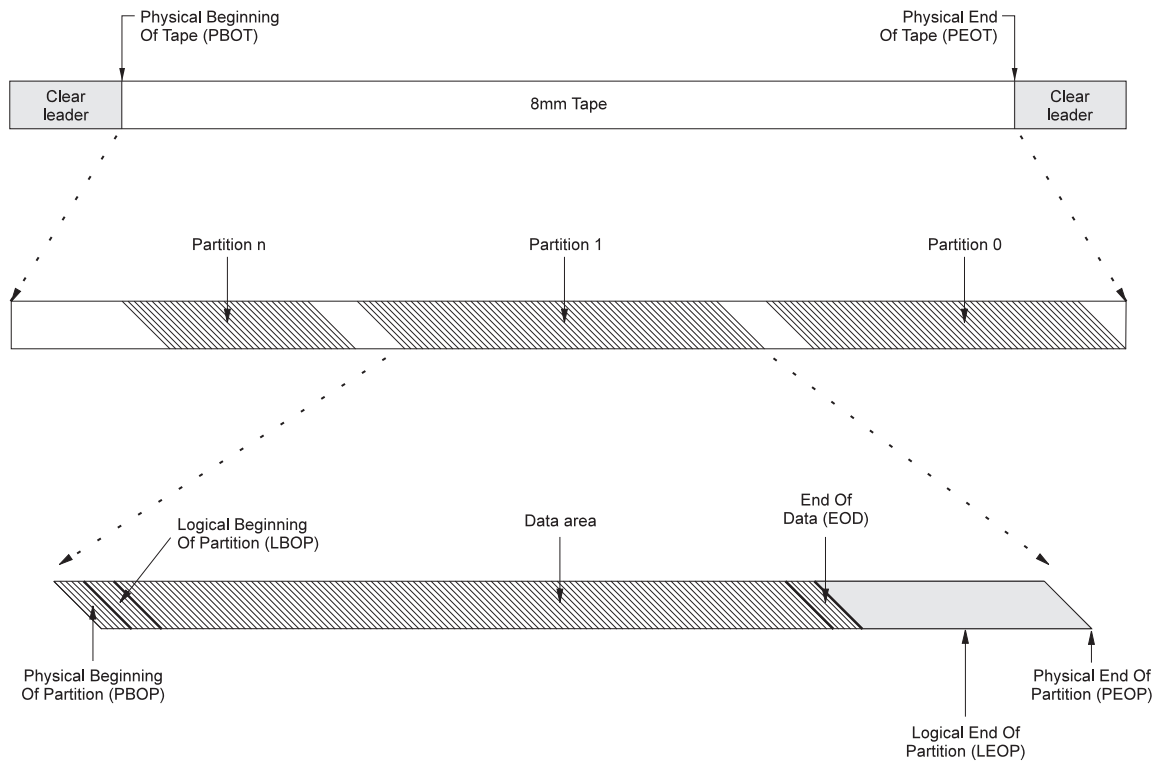 Physical Beginning
Of Tape (PBOT)
Physical End
Of Tape (PEOT)
Clear
leader
8mm Tape
Clear
leader
Partition n
Partition 1
Partition 0
Logical Beginning
Of Partition (LBOP)
Data area
End Of
Data (EOD)
Physical Beginning
Of Partition (PBOP)
Physical End Of
Partition (PEOP)
Logical End Of
Partition (LEOP)